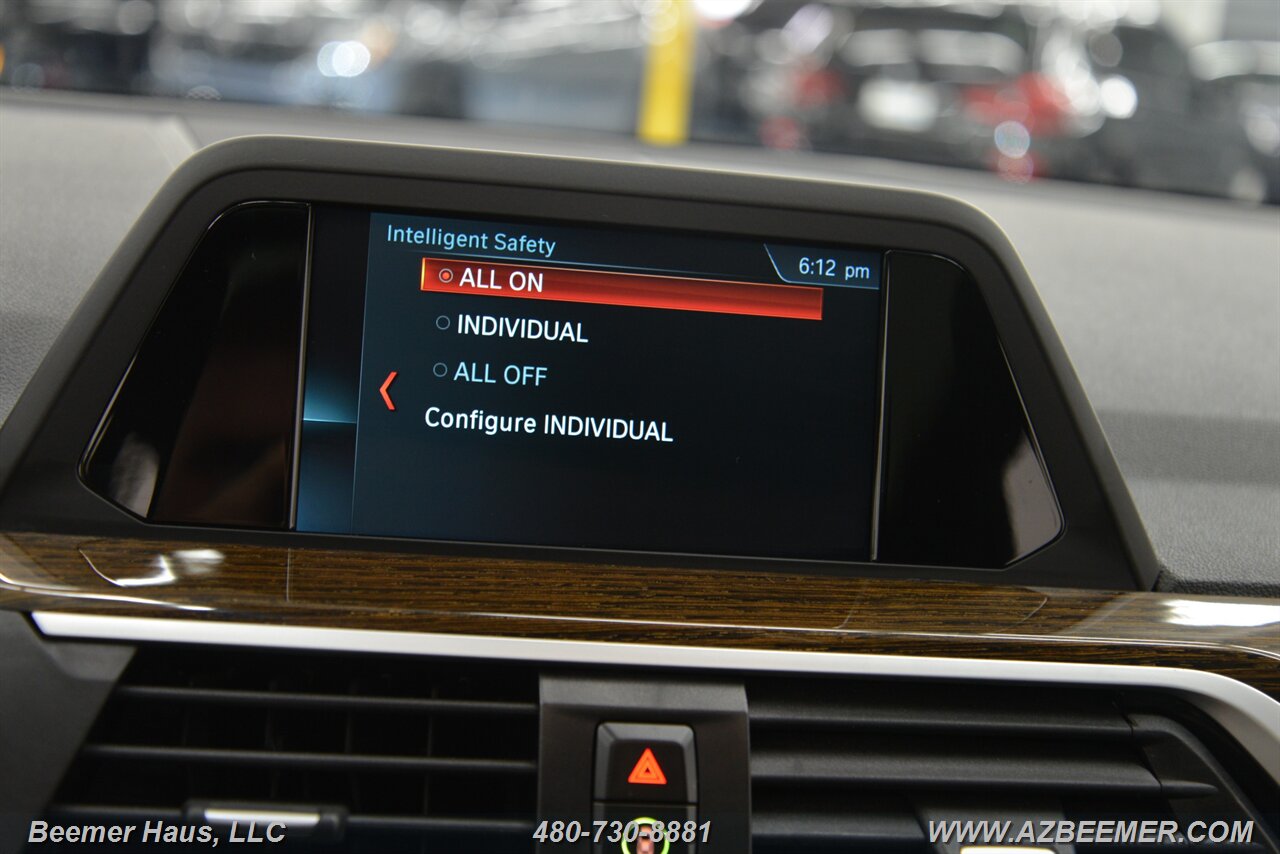 Intelligent Safety
6:12 pm
ALL ON
INDIVIDUAL
ALL OFF
Configure INDIVIDUAL
Beemer Haus, LLC
480-730-8881
WWW.AZBEEMER.COM